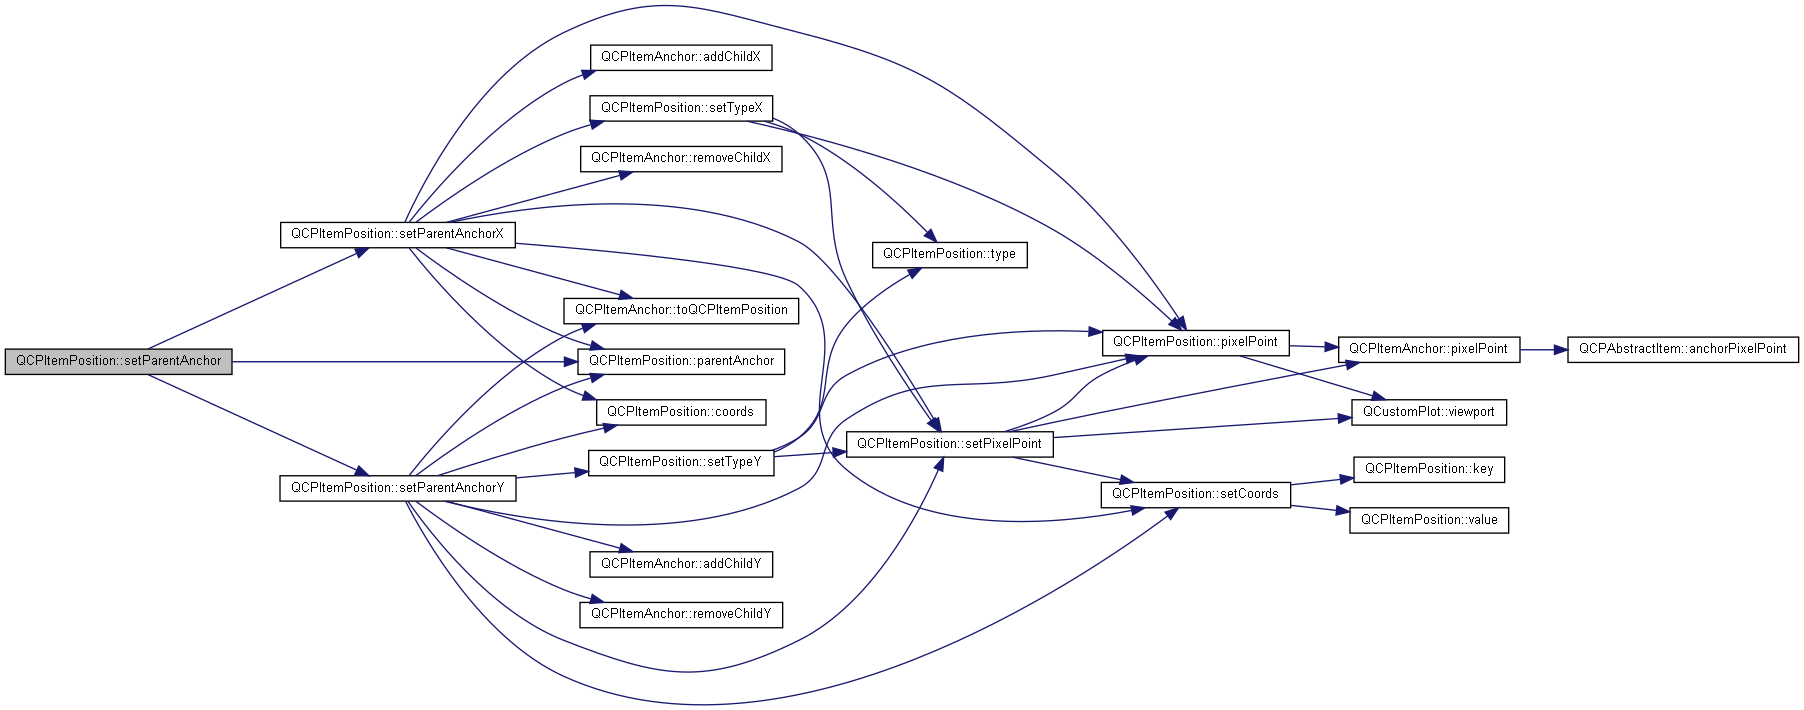 QCPItemPosition::setParentAnchor
QCPItemPosition::setParentAnchorX
QCPItemPosition::setParentAnchorY
QCPItemAnchor::addChildX
QCPItemPosition::setTypeX
QCPItemAnchor::removeChildX
QCPItemAnchor::toQCPItemPosition
QCPItemPosition::parentAnchor
QCPItemPosition::coords
QCPItemPosition::setTypeY
QCPItemAnchor::addChildY
QCPItemAnchor::removeChildY
QCPItemPosition::type
QCPItemPosition::setPixelPoint
QCPItemPosition::pixelPoint
QCPItemPosition::setCoords
QCPItemAnchor::pixelPoint
QCustomPlot::viewport
QCPItemPosition::key
QCPItemPosition::value
QCPAbstractItem::anchorPixelPoint